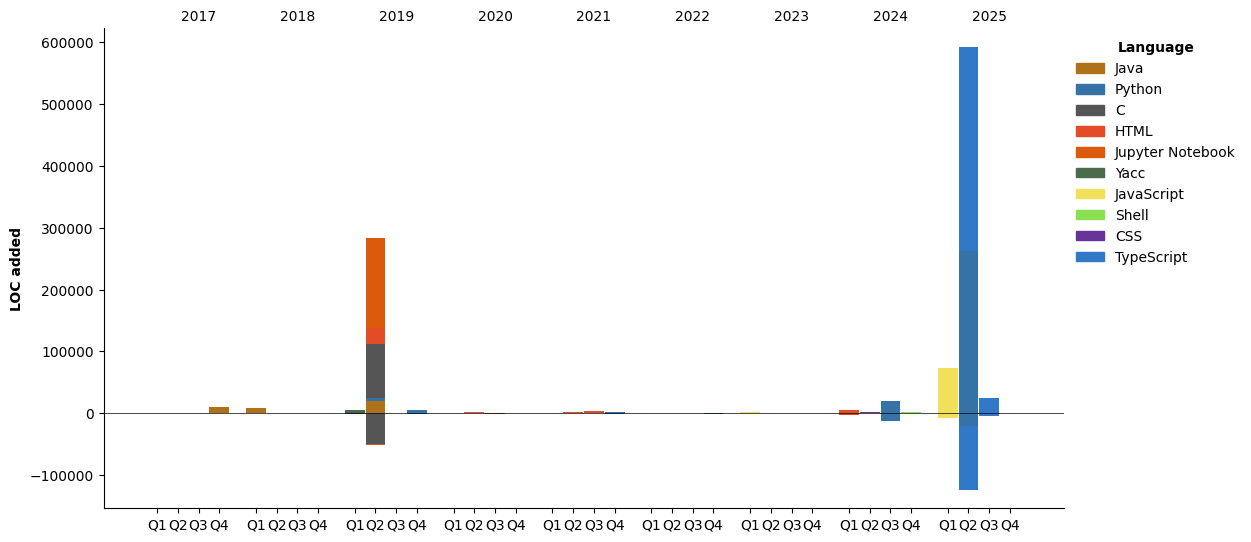 2017 2018 2019 2020 2021 2022 2023 2024 2025
600000
500000
400000
300000
200000
100000
0
−100000
LOC added
Q1 Q2 Q3 Q4 Q1 Q2 Q3 Q4 Q1 Q2 Q3 Q4 Q1 Q2 Q3 Q4 Q1 Q2 Q3 Q4 Q1 Q2 Q3 Q4 Q1 Q2 Q3 Q4 Q1 Q2 Q3 Q4 Q1 Q2 Q3 Q4
Language
Java
Python
C
HTML
Jupyter Notebook
Yacc
JavaScript
Shell
CSS
TypeScript